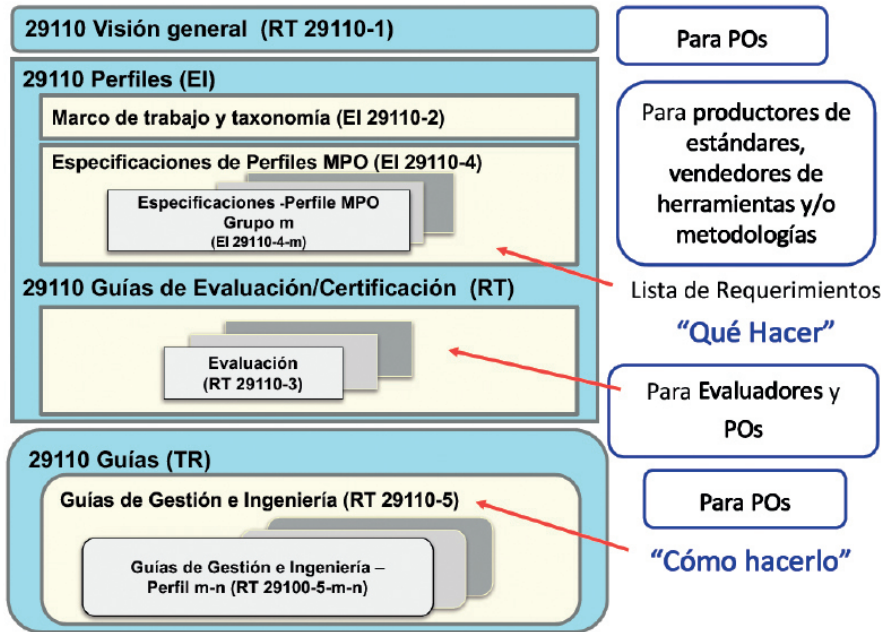 29110 Visión general (RT 29110-1)
Para POs
29110 Perfiles (EI)
Marco de trabajo y taxonomía (EI 29110-2)
Especificaciones de Perfiles MPO (EI 29110-4)
Especificaciones -Perfile MPO
Grupo m
(EI 29110-4-m)
Para productores de
estándares,
vendedores de
herramientas y/o
metodologías
Lista de Requerimientos
“Qué Hacer”
29110 Guías de Evaluación/Certificación (RT)
Evaluación
(RT 29110-3)
Para Evaluadores y
POs
29110 Guías (TR)
Guías de Gestión e Ingeniería (RT 29110-5)
Guías de Gestión e Ingeniería –
Perfil m-n (RT 29100-5-m-n)
Para POs
“Cómo hacerlo”